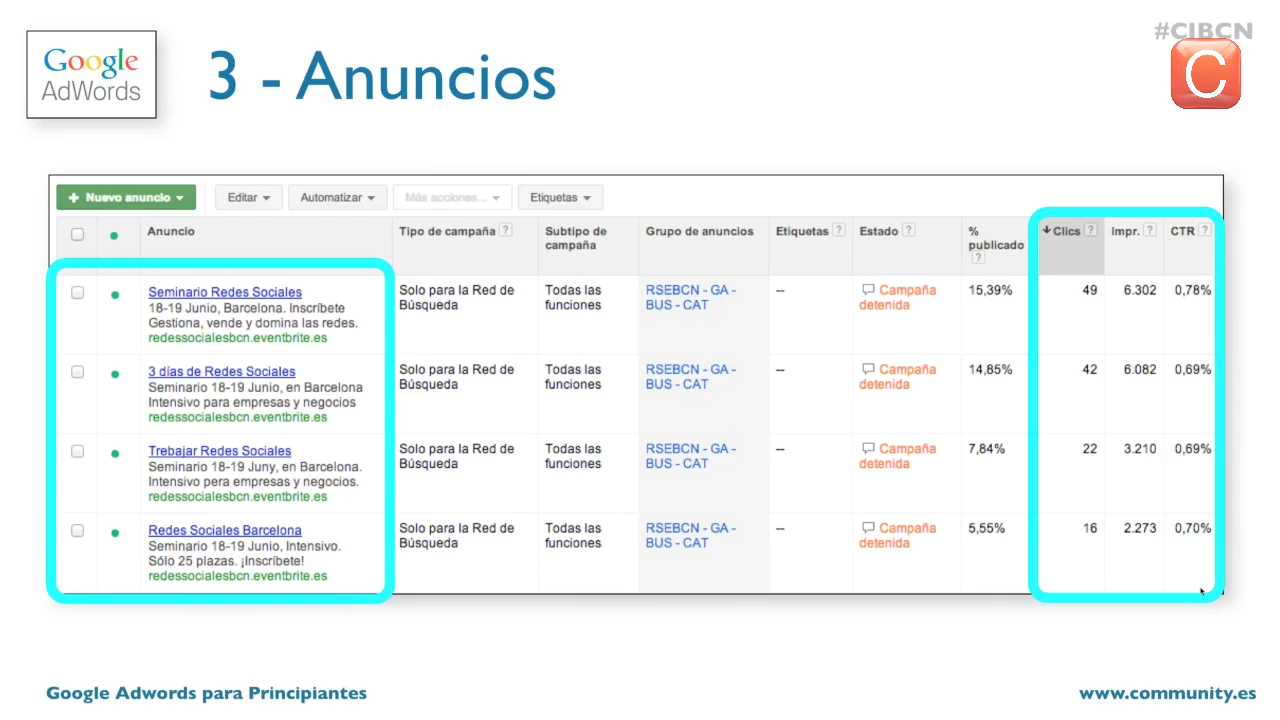 #CIBCN
Google
AdWords
3 - Anuncios
C
+ Nuevo anuncio
Editar
Automatizar
Más acciones...
Etiquetas
Anuncio
Tipo de campaña ?
Subtipo de
campaña
Grupo de anuncios
Etiquetas ?
Estado ?
%
publicado
?
Clics ?
Impr. ?
CTR ?
Seminario Redes Sociales
18-19 Junio, Barcelona. Inscríbete
Gestiona, vende y domina las redes.
redessocialesbcn.eventbrite.es
Solo para la Red de
Búsqueda
Todas las
funciones
RSEBCN - GA -
BUS - CAT
--
Campaña
detenida
15,39%
49
6.302
0,78%
3 días de Redes Sociales
Seminario 18-19 Junio, en Barcelona
Intensivo para empresas y negocios
redessocialesbcn.eventbrite.es
Solo para la Red de
Búsqueda
Todas las
funciones
RSEBCN - GA -
BUS - CAT
--
Campaña
detenida
14,85%
42
6.082
0,69%
Trebajar Redes Sociales
Seminario 18-19 Juny, en Barcelona.
Intensivo pera empresas y negocios.
redessocialesbcn.eventbrite.es
Solo para la Red de
Búsqueda
Todas las
funciones
RSEBCN - GA -
BUS - CAT
--
Campaña
detenida
7,84%
22
3.210
0,69%
Redes Sociales Barcelona
Seminario 18-19 Junio, Intensivo.
Sólo 25 plazas. ¡Inscríbete!
redessocialesbcn.eventbrite.es
Solo para la Red de
Búsqueda
Todas las
funciones
RSEBCN - GA -
BUS - CAT
--
Campaña
detenida
5,55%
16
2.273
0,70%
Google Adwords para Principiantes
www.community.es